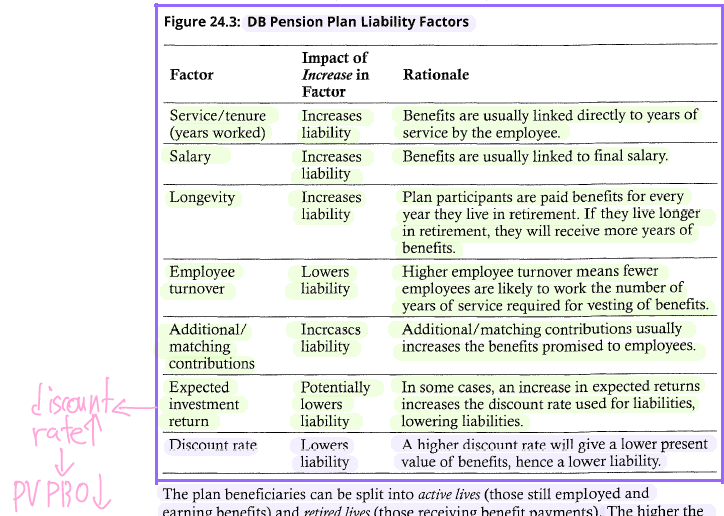 Figure 24.3: DB Pension Plan Liability Factors
Factor
Impact of
Increase in
Factor
Rationale
Service/tenure
(years worked)
Increases
liability
Benefits are usually linked directly to years of
service by the employee.
Salary
Increases
liability
Benefits are usually linked to final salary.
Longevity
Increases
liability
Plan participants are paid benefits for every
year they live in retirement. If they live longer
in retirement, they will receive more years of
benefits.
Employee
turnover
Lowers
liability
Higher employee turnover means fewer
employees are likely to work the number of
years of service required for vesting of benefits.
Additional/
matching
contributions
Increases
liability
Additional/matching contributions usually
increases the benefits promised to employees.
Expected
investment
return
Potentially
lowers
liability
In some cases, an increase in expected returns
increases the discount rate used for liabilities,
lowering liabilities.
discount ←
rate↑
↓
PV PBO↓
Discount rate
Lowers
liability
A higher discount rate will give a lower present
value of benefits, hence a lower liability.
The plan beneficiaries can be split into active lives (those still employed and
earning benefits) and retired lives (those receiving benefit payments). The higher the